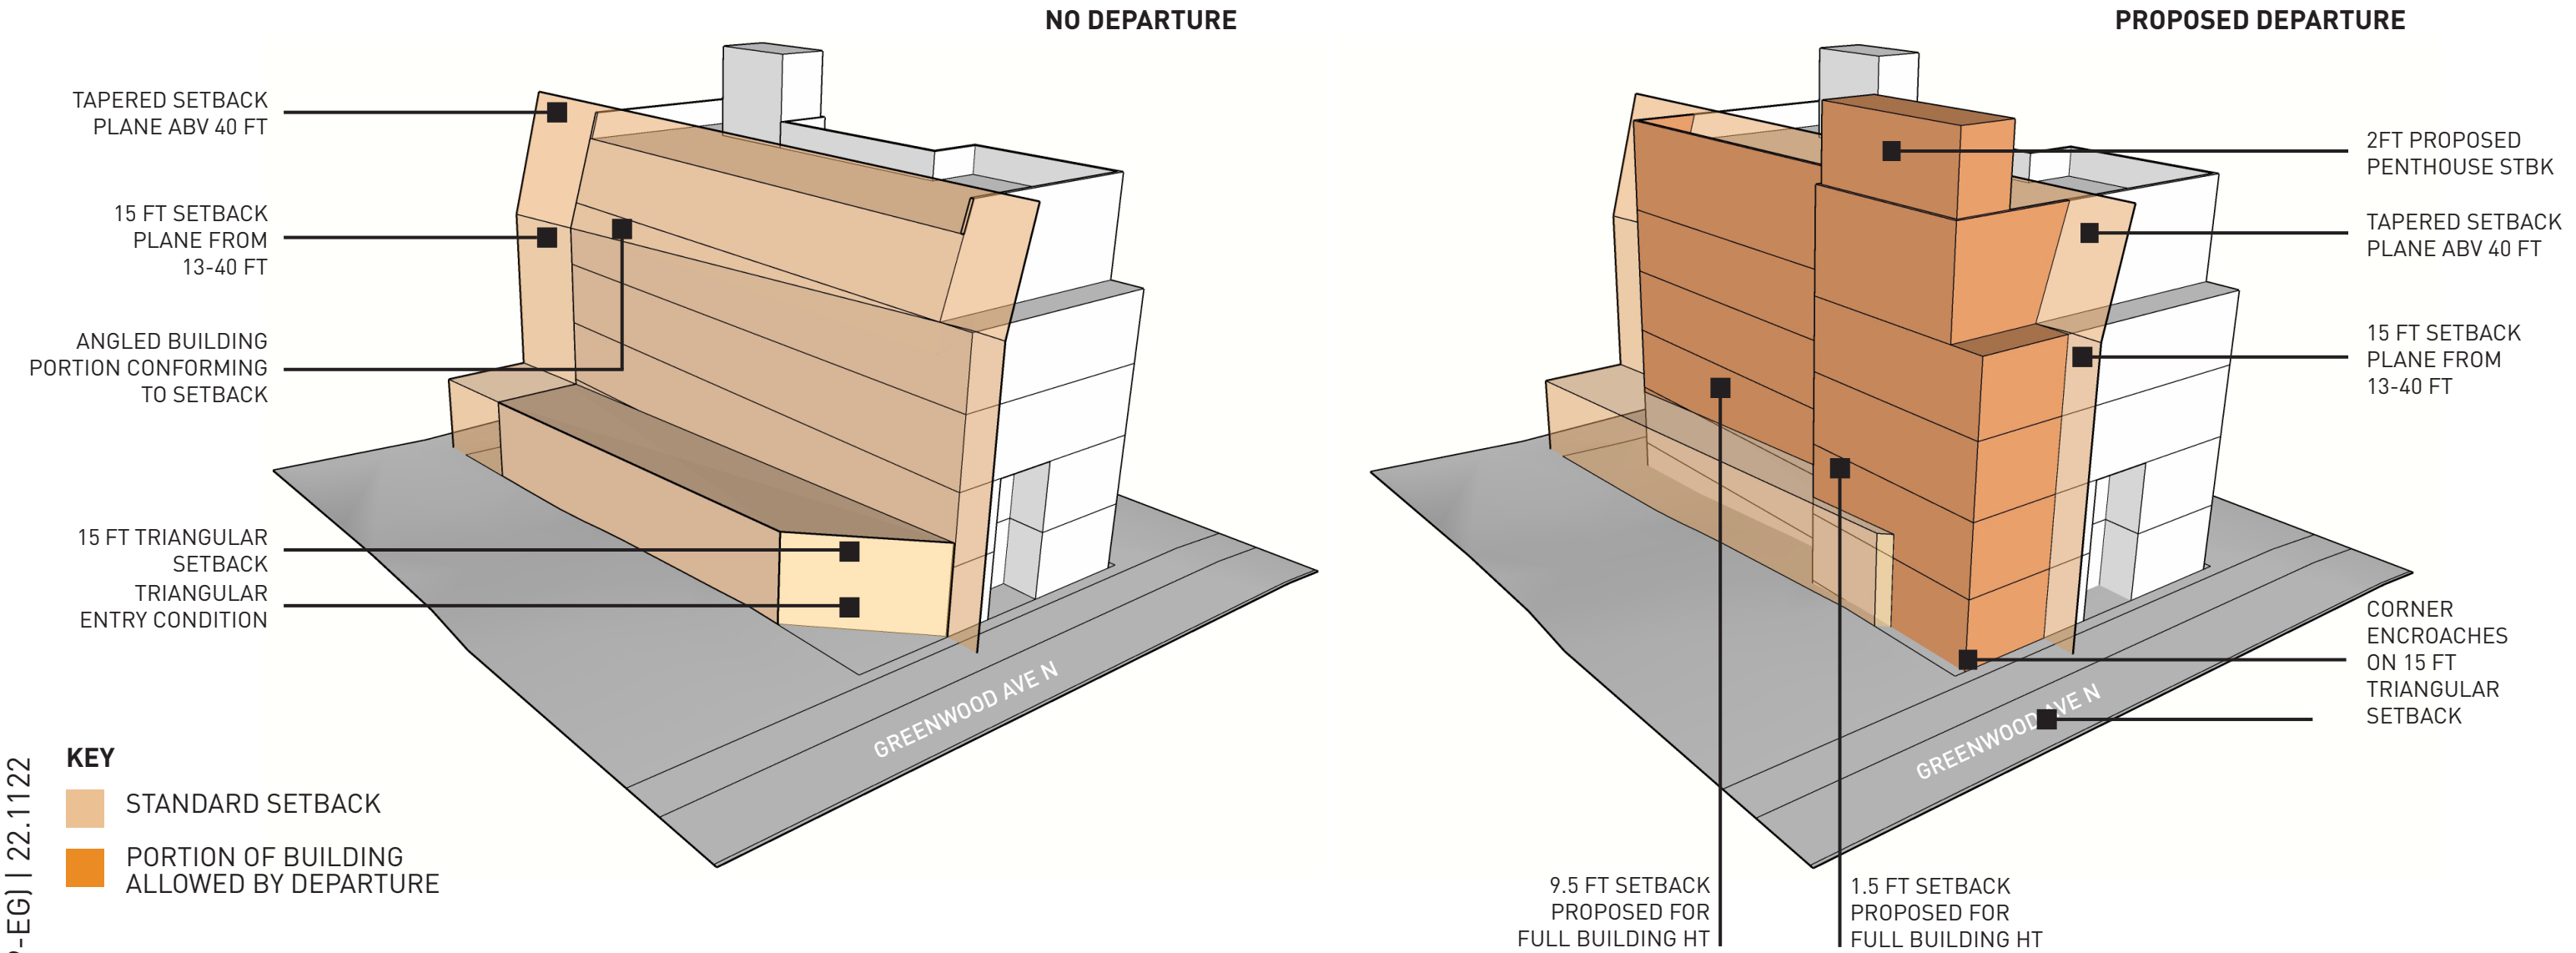 NO DEPARTURE
TAPERED SETBACK
PLANE ABV 40 FT
15 FT SETBACK
PLANE FROM
13-40 FT
ANGLED BUILDING
PORTION CONFORMING
TO SETBACK
15 FT TRIANGULAR
SETBACK
TRIANGULAR
ENTRY CONDITION
GREENWOOD AVE N
KEY
STANDARD SETBACK
PORTION OF BUILDING
ALLOWED BY DEPARTURE
-EG) | 22.1122
PROPOSED DEPARTURE
2FT PROPOSED
PENTHOUSE STBK
TAPERED SETBACK
PLANE ABV 40 FT
15 FT SETBACK
PLANE FROM
13-40 FT
CORNER
ENCROACHES
ON 15 FT
TRIANGULAR
SETBACK
GREENWOOD AVE N
9.5 FT SETBACK
PROPOSED FOR
FULL BUILDING HT
1.5 FT SETBACK
PROPOSED FOR
FULL BUILDING HT